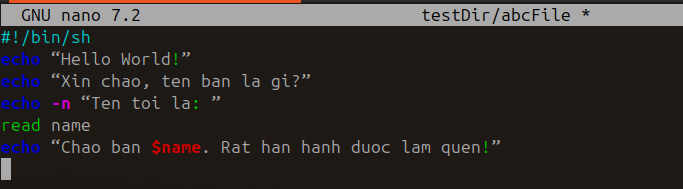 GNU nano 7.2 testDir/abcFile *
#!/bin/sh
echo “Hello World!”
echo “Xin chao, ten ban la gi?”
echo -n “Ten toi la: ”
read name
echo “Chao ban $name. Rat han hanh duoc lam quen!”